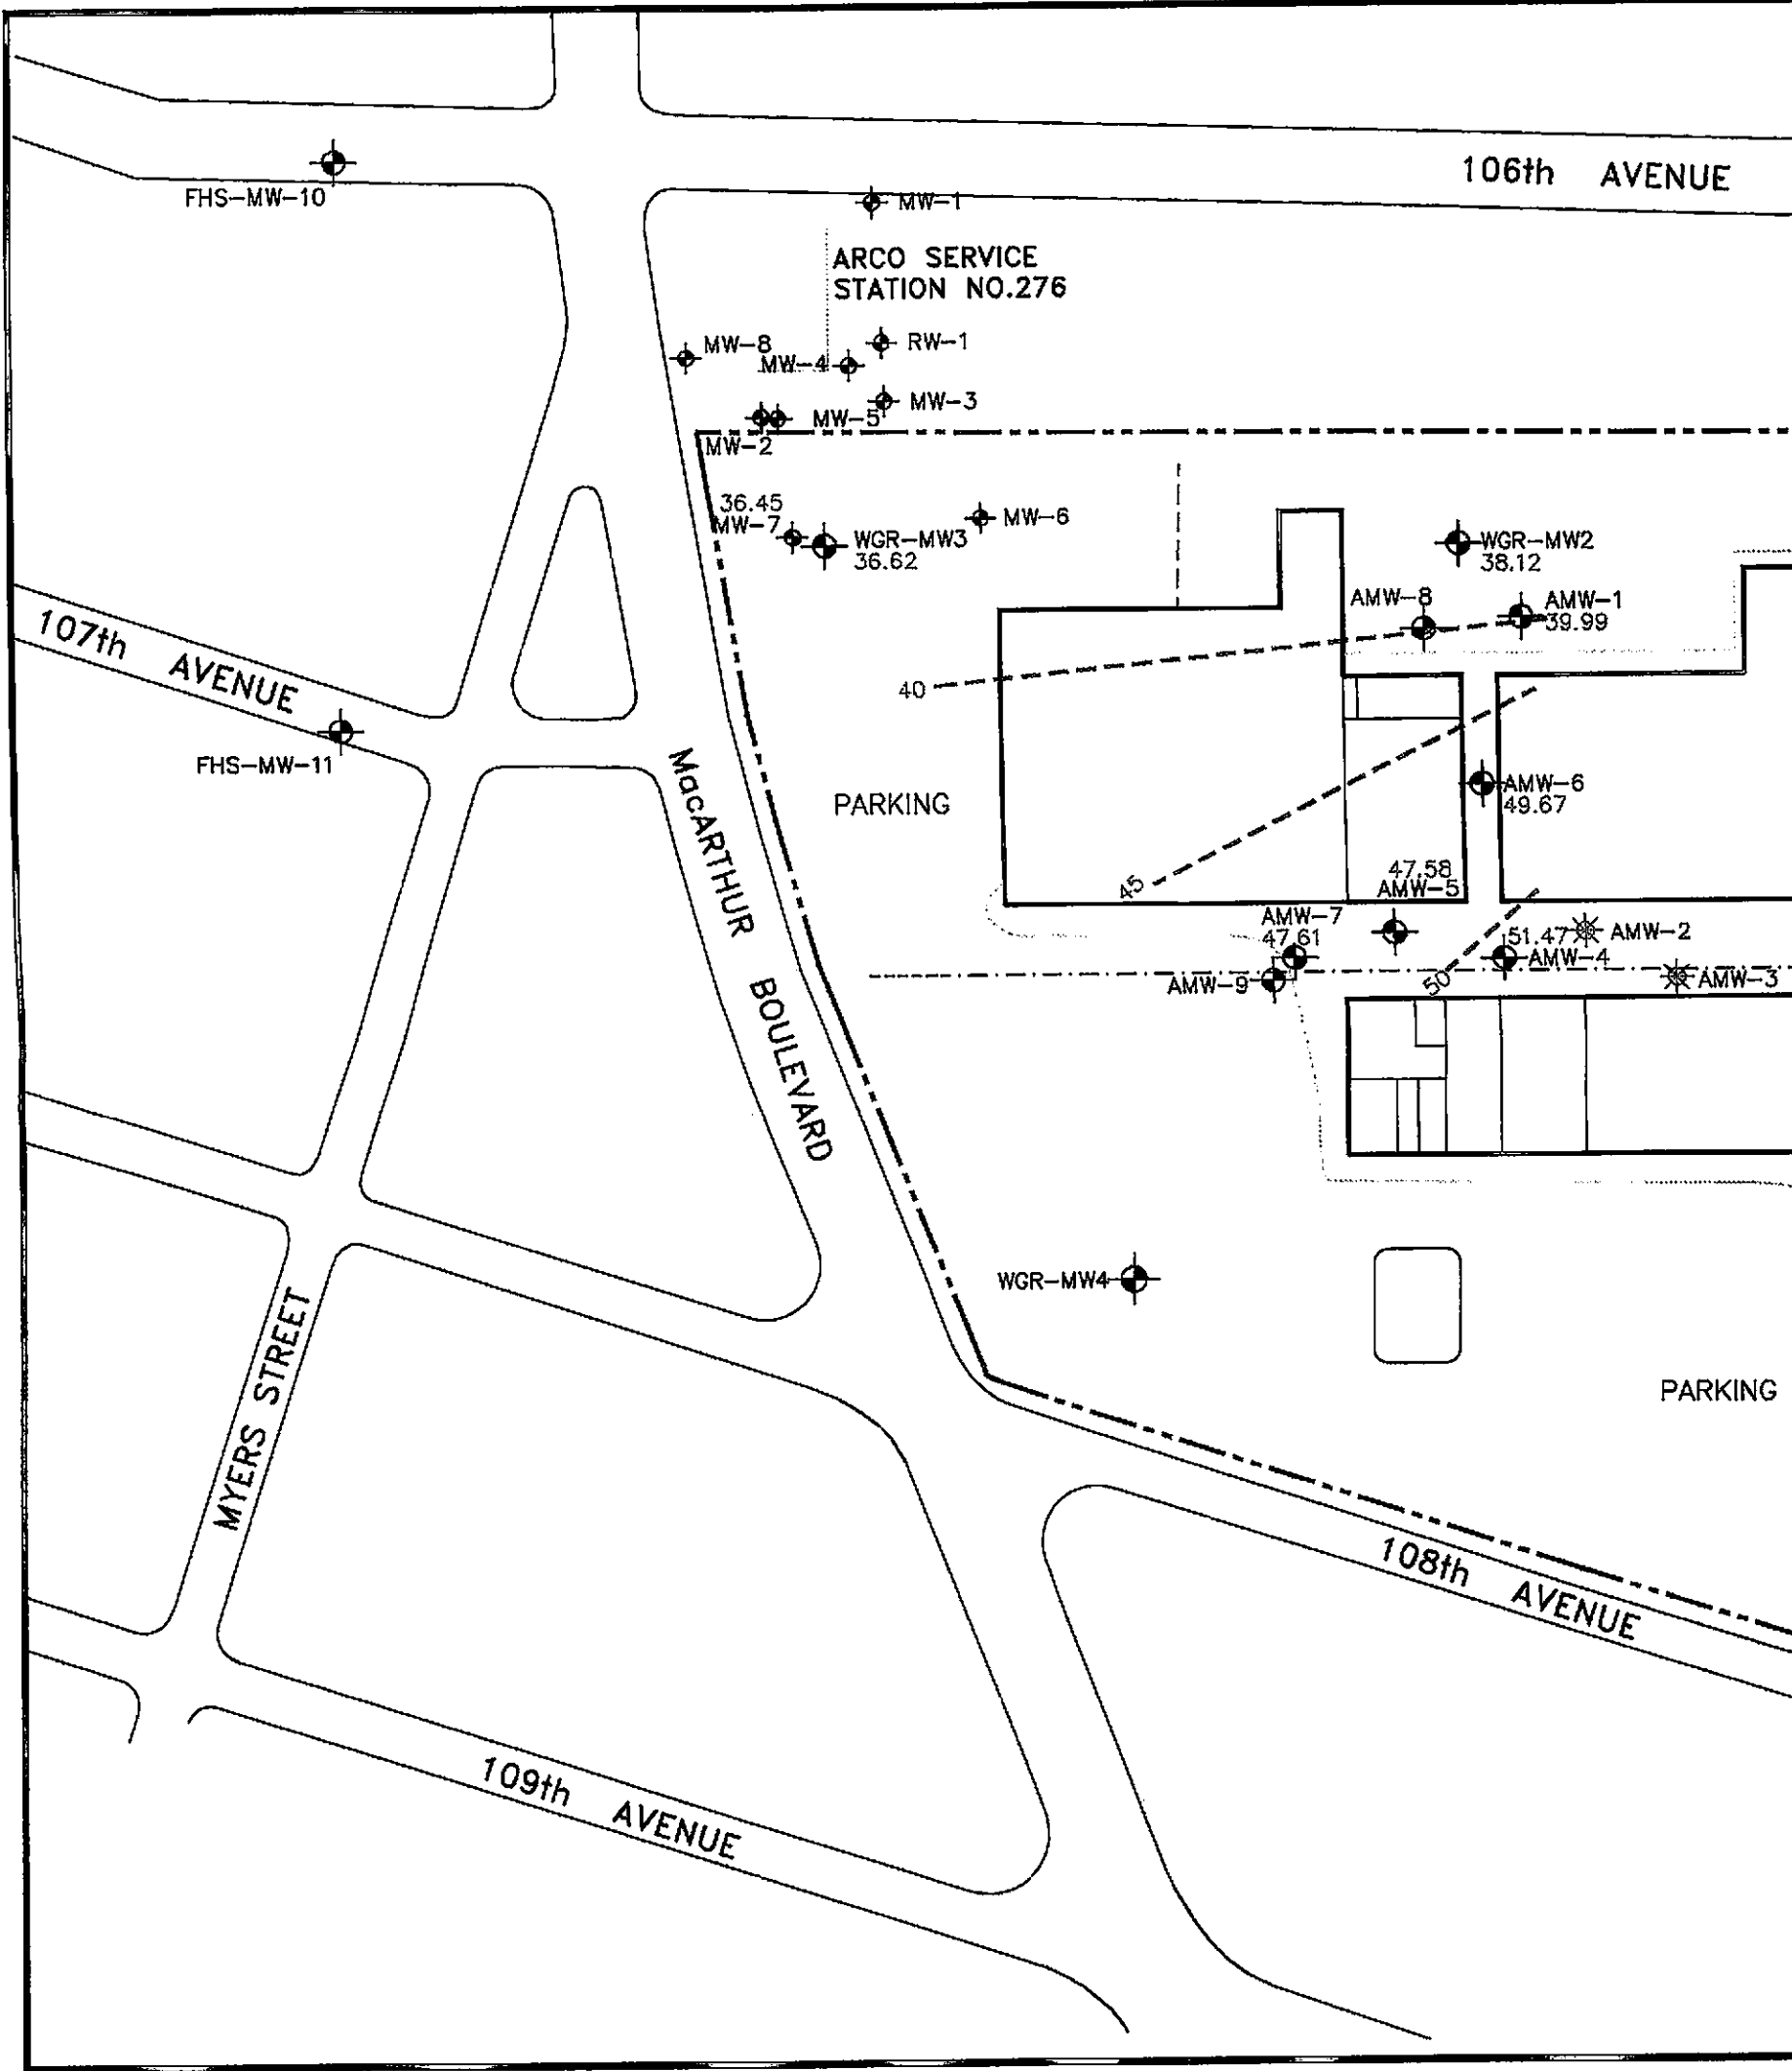 106th AVENUE
FHS-MW-10
MW-1
ARCO SERVICE
STATION NO.276
MW-8
RW-1
MW-4
MW-3
MW-5
MW-2
36.45
MW-7
MW-6
WGR-MW3
36.62
WGR-MW2
38.12
AMW-8
AMW-1
39.99
107th AVENUE
40
FHS-MW-11
MacARTHUR BOULEVARD
PARKING
AMW-6
49.67
45
47.58
AMW-5
AMW-7
47.61
51.47
AMW-2
AMW-4
AMW-9
50
AMW-3
WGR-MW4
MYERS STREET
PARKING
108th AVENUE
109th AVENUE